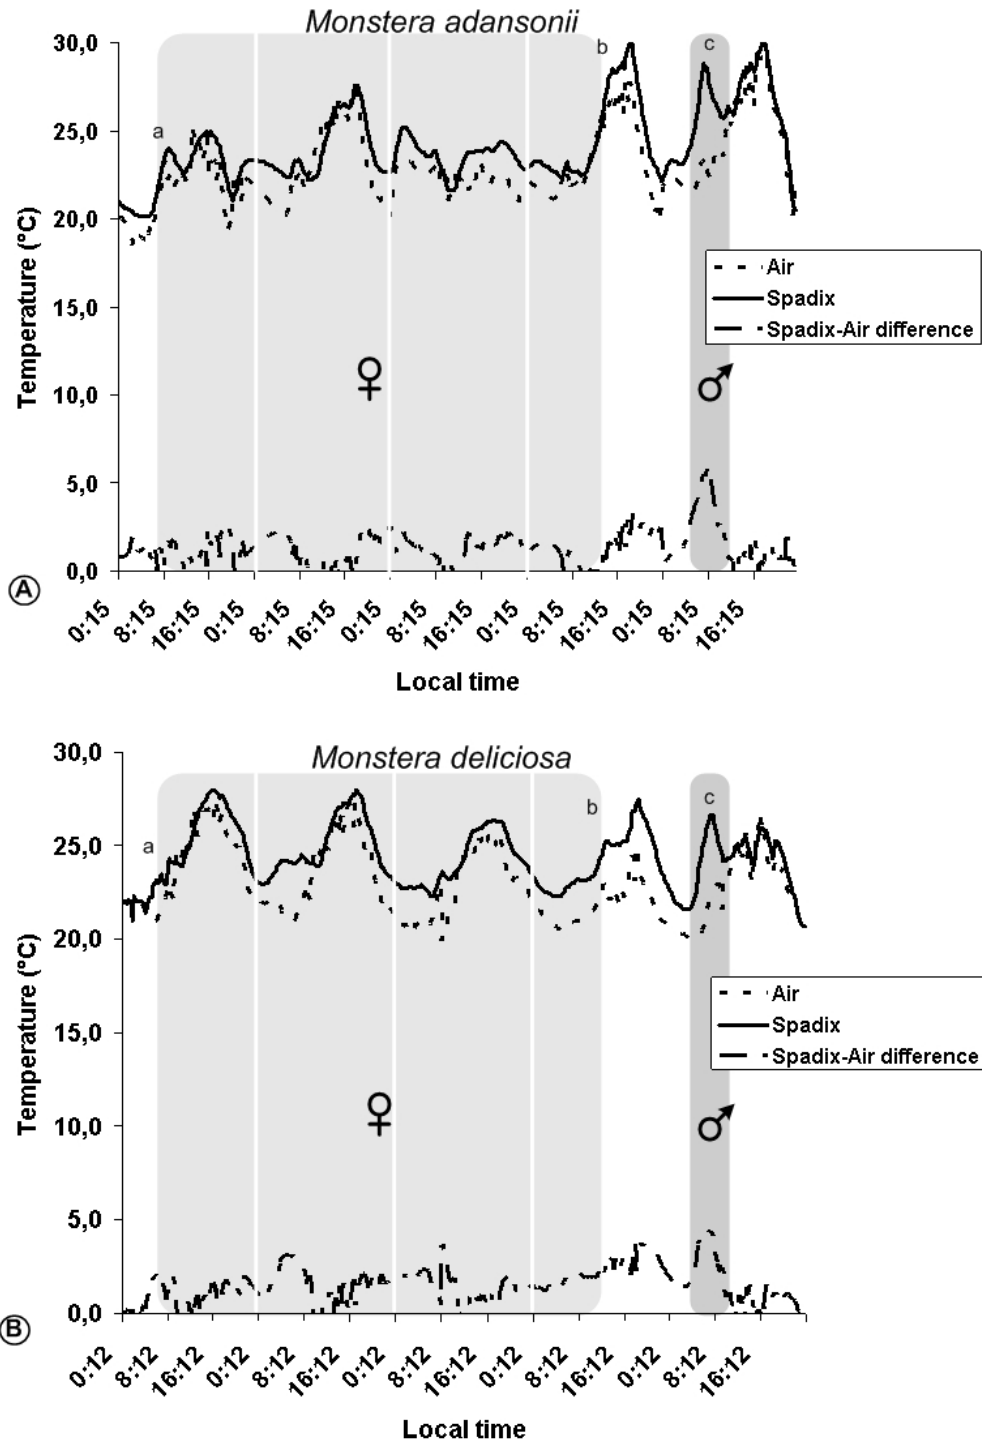 Monstera adansonii
30,0
25,0
20,0
15,0
10,0
5,0
0,0
Temperature (°C)
a
b
c
Air
Spadix
Spadix-Air difference
♀
♂
A
0:15
8:15
16:15
0:15
8:15
16:15
0:15
8:15
16:15
0:15
8:15
16:15
0:15
8:15
16:15
Local time
Monstera deliciosa
30,0
25,0
20,0
15,0
10,0
5,0
0,0
Temperature (°C)
a
b
c
Air
Spadix
Spadix-Air difference
♀
♂
B
0:12
8:12
16:12
0:12
8:12
16:12
0:12
8:12
16:12
0:12
8:12
16:12
0:12
8:12
16:12
Local time